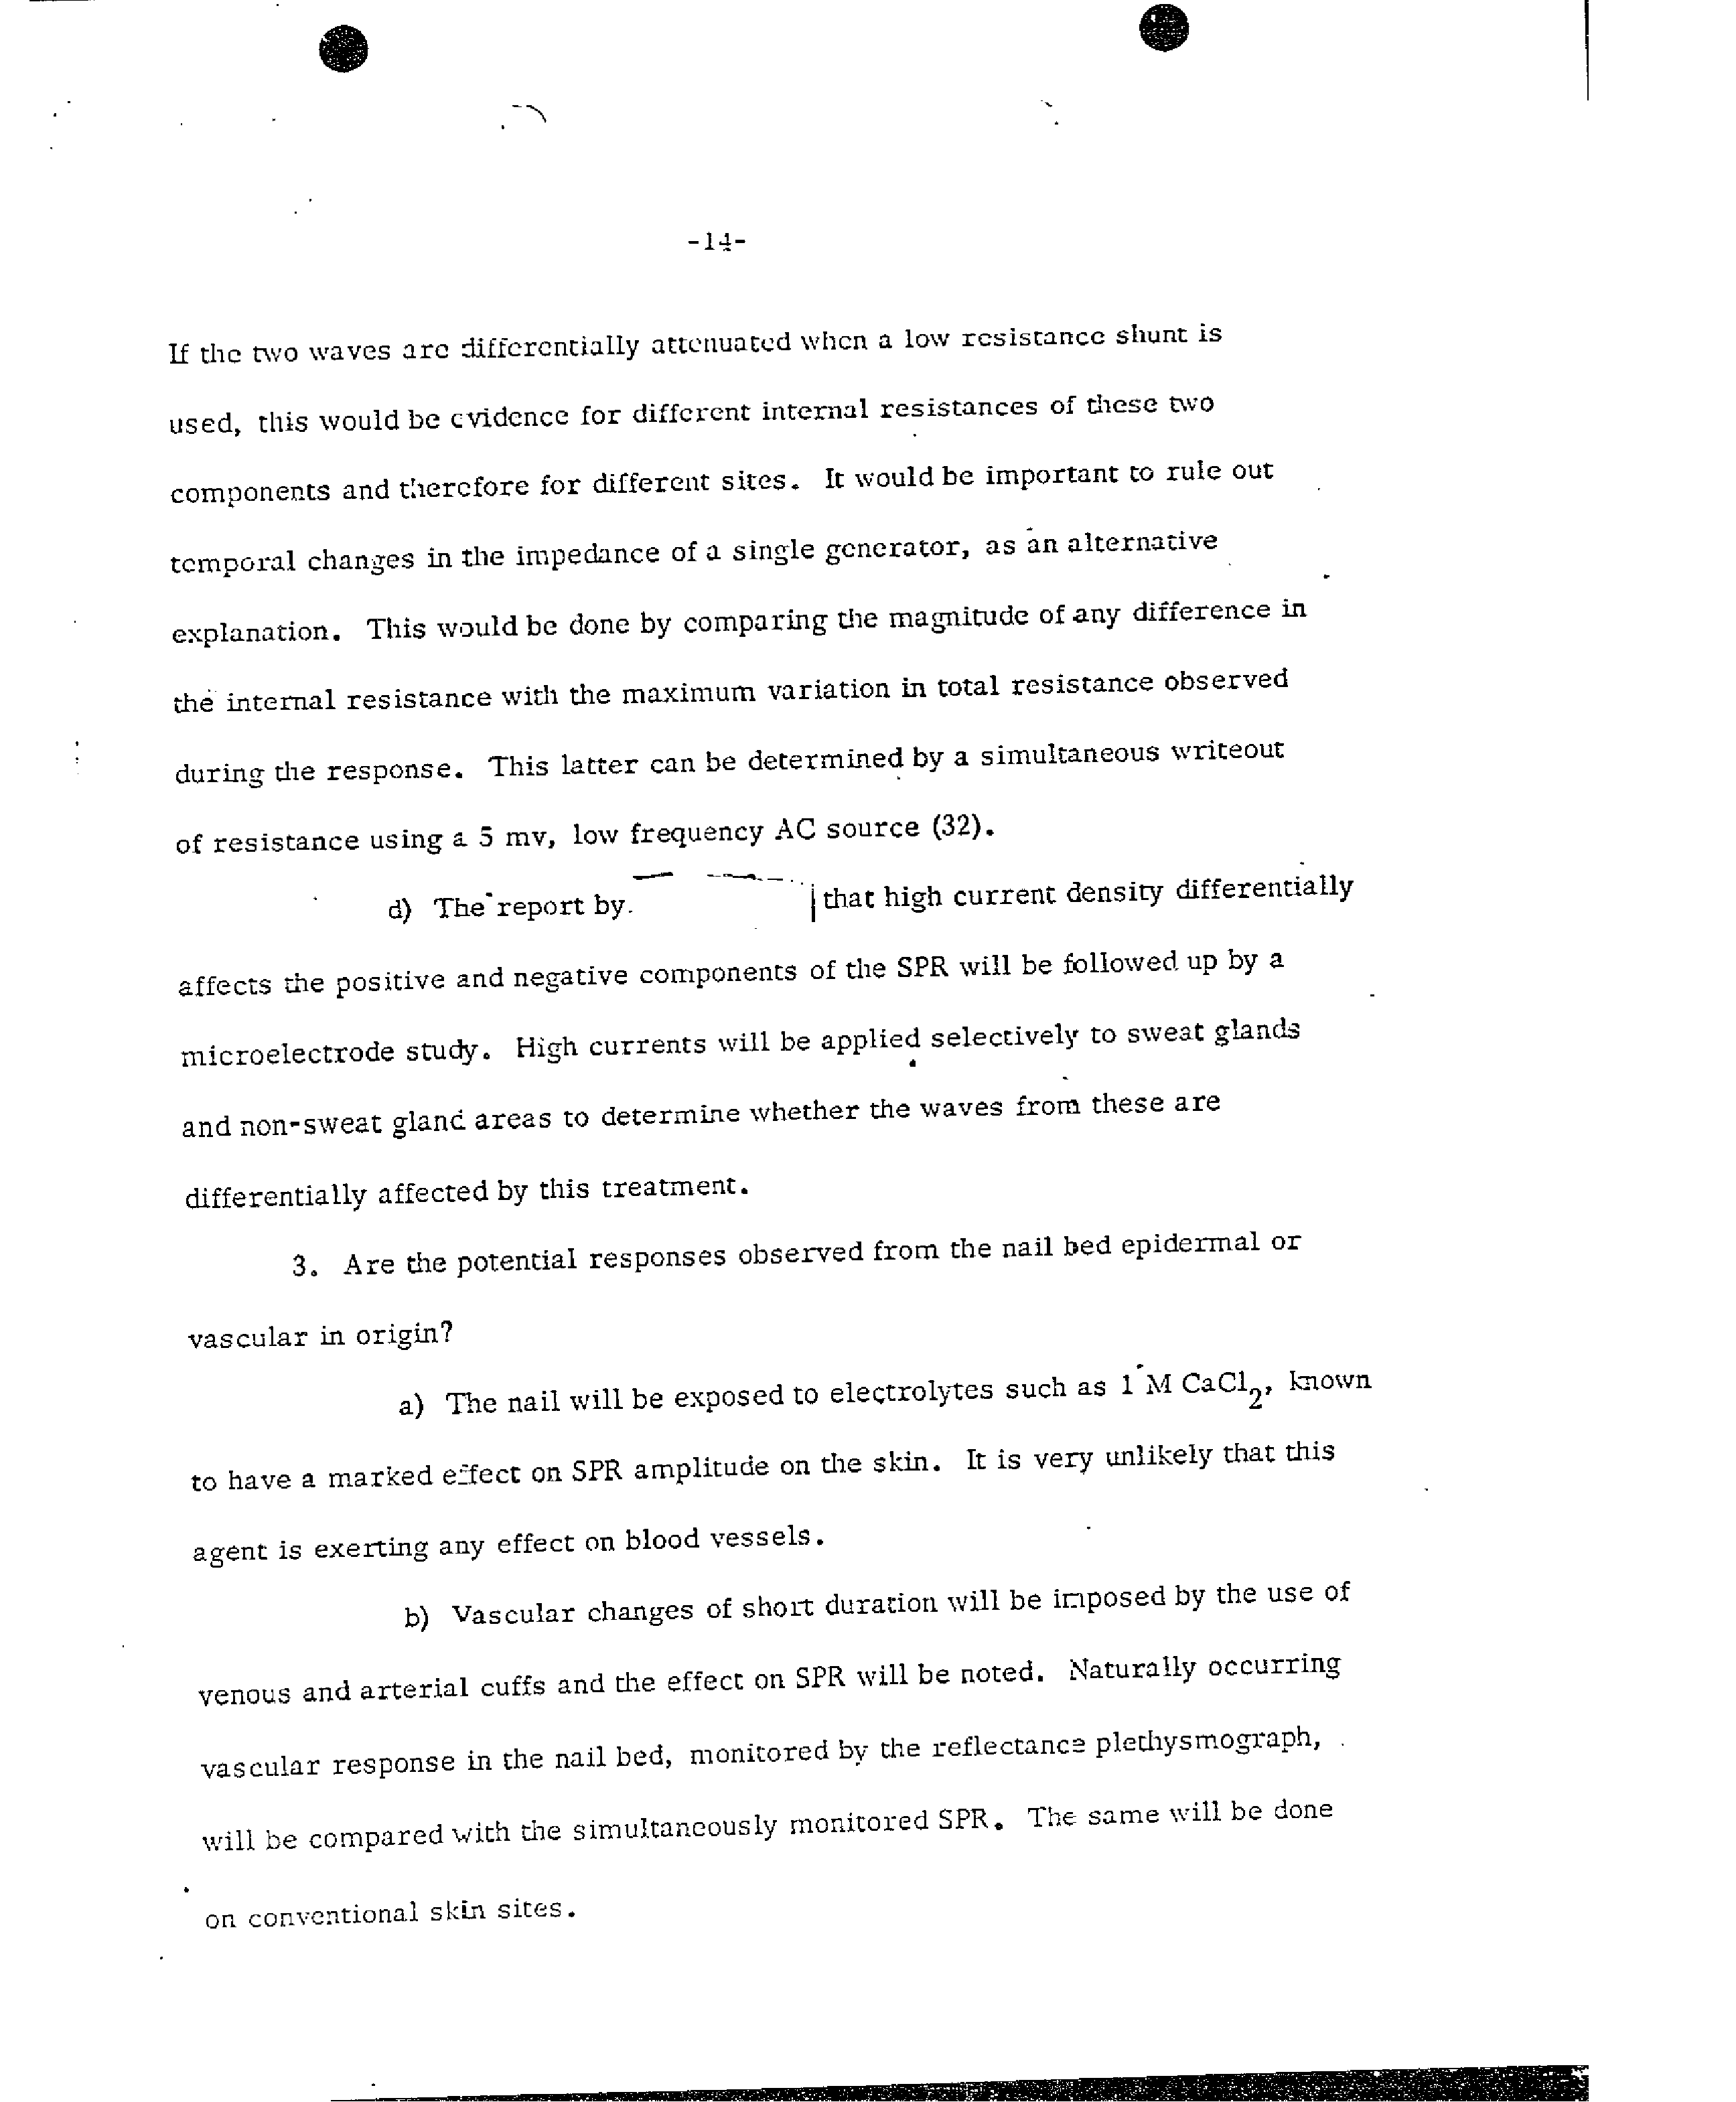 -14-
If the two waves are differentially attenuated when a low resistance shunt is
used, this would be evidence for different internal resistances of these two
components and therefore for different sites. It would be important to rule out
temporal changes in the impedance of a single generator, as an alternative
explanation. This would be done by comparing the magnitude of any difference in
the internal resistance with the maximum variation in total resistance observed
during the response. This latter can be determined by a simultaneous writeout
of resistance using a 5 mv, low frequency AC source (32).
d) The report by that high current density differentially
affects the positive and negative components of the SPR will be followed up by a
microelectrode study. High currents will be applied selectively to sweat glands
and non-sweat gland areas to determine whether the waves from these are
differentially affected by this treatment.
3. Are the potential responses observed from the nail bed epidermal or
vascular in origin?
a) The nail will be exposed to electrolytes such as 1 M CaCl₂, known
to have a marked effect on SPR amplitude on the skin. It is very unlikely that this
agent is exerting any effect on blood vessels.
b) Vascular changes of short duration will be imposed by the use of
venous and arterial cuffs and the effect on SPR will be noted. Naturally occurring
vascular response in the nail bed, monitored by the reflectance plethysmograph,
will be compared with the simultaneously monitored SPR. The same will be done
on conventional skin sites.